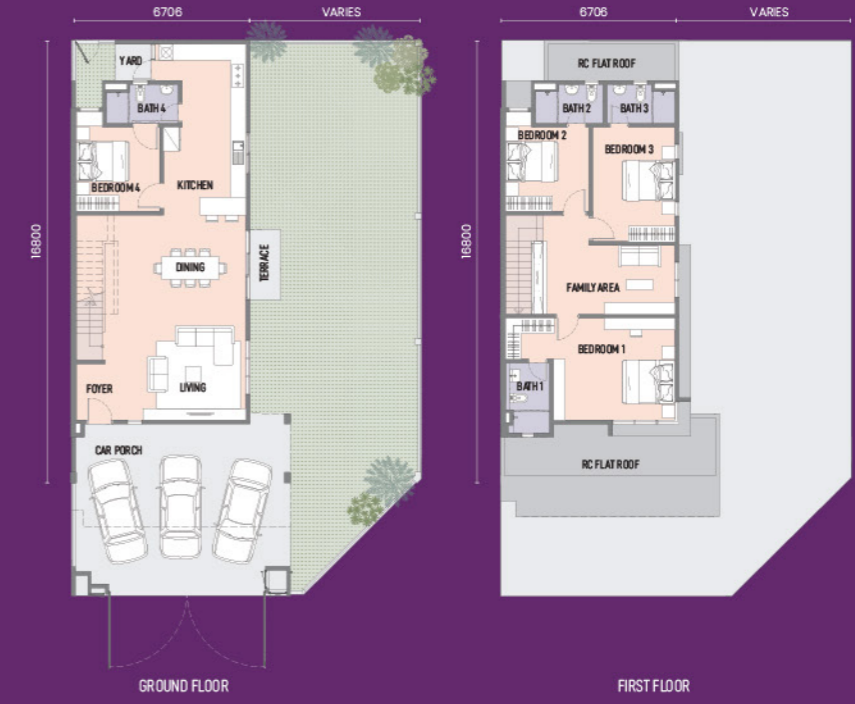 6706
VARIES
16800
YARD
BATH 4
BEDROOM 4
KITCHEN
DINING
TERRACE
FOYER
LIVING
CAR PORCH
GROUND FLOOR
6706
VARIES
16800
RC FLAT ROOF
BATH 2
BATH 3
BEDROOM 2
BEDROOM 3
FAMILY AREA
BEDROOM 1
BATH 1
RC FLAT ROOF
FIRST FLOOR